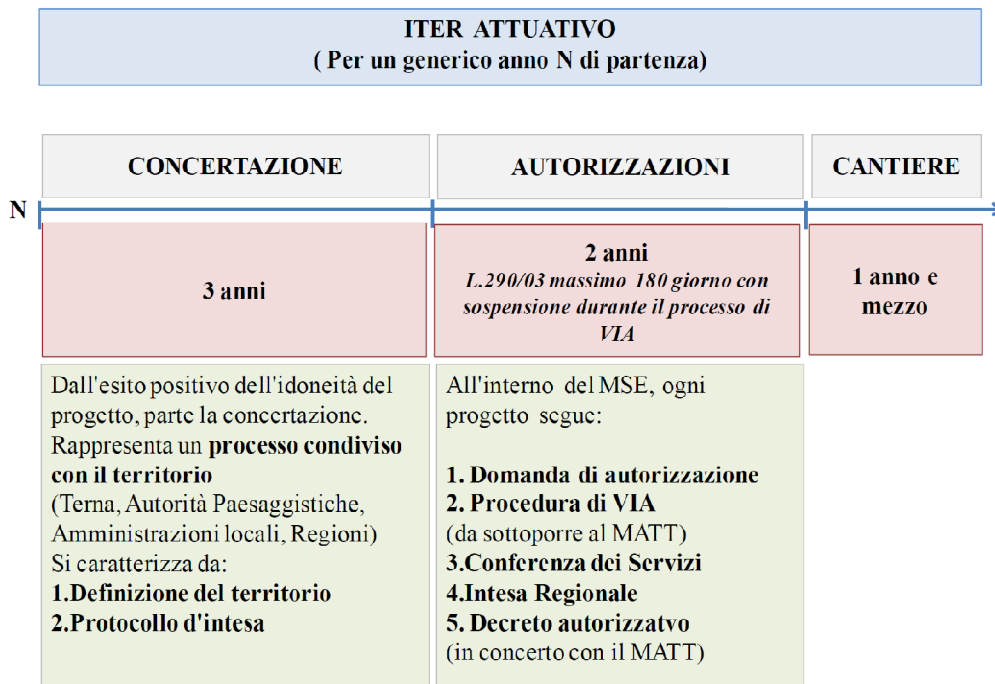 ITER ATTUATIVO
( Per un generico anno N di partenza)
CONCERTAZIONE
AUTORIZZAZIONI
CANTIERE
N
3 anni
2 anni
L.290/03 massimo 180 giorno con
sospensione durante il processo di
VIA
1 anno e
mezzo
Dall'esito positivo dell'idoneità del
progetto, parte la concertazione.
Rappresenta un processo condiviso
con il territorio
(Terna, Autorità Paesaggistiche,
Amministrazioni locali, Regioni)
Si caratterizza da:
1.Definizione del territorio
2.Protocollo d'intesa
All'interno del MSE, ogni
progetto segue:
1. Domanda di autorizzazione
2. Procedura di VIA
(da sottoporre al MATT)
3.Conferenza dei Servizi
4.Intesa Regionale
5. Decreto autorizzatvo
(in concerto con il MATT)